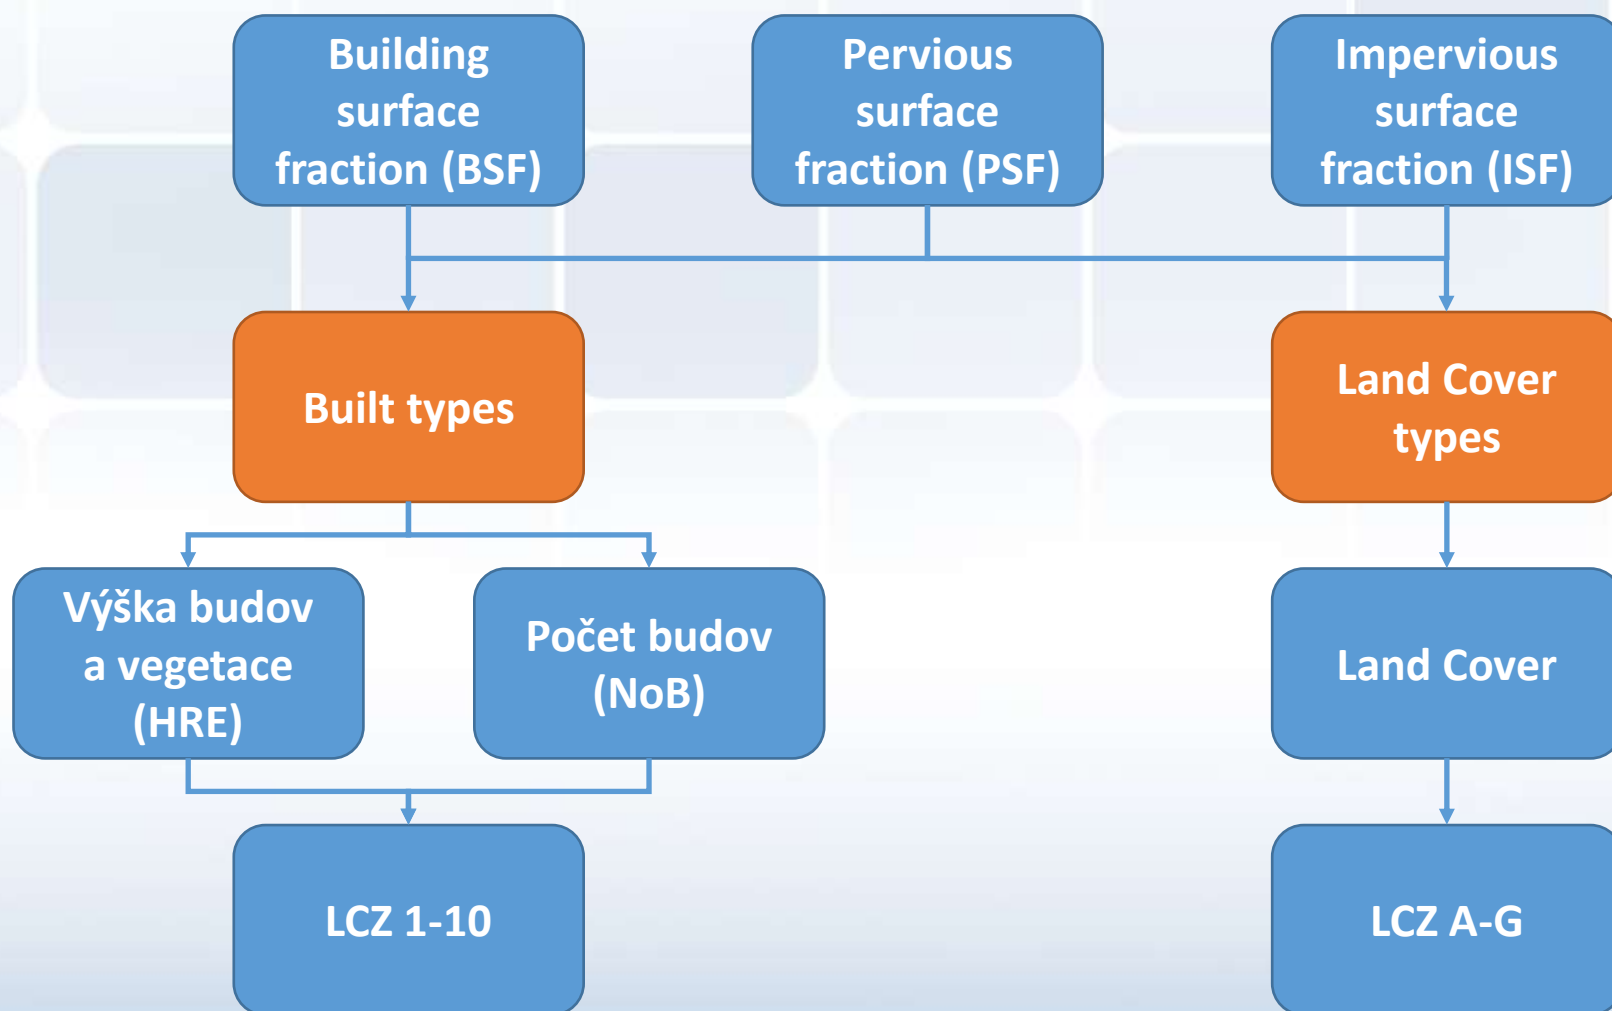 Building
surface
fraction (BSF)
Pervious
surface
fraction (PSF)
Impervious
surface
fraction (ISF)
Built types
Land Cover
types
Výška budov
a vegetace
(HRE)
Počet budov
(NoB)
Land Cover
LCZ 1-10
LCZ A-G